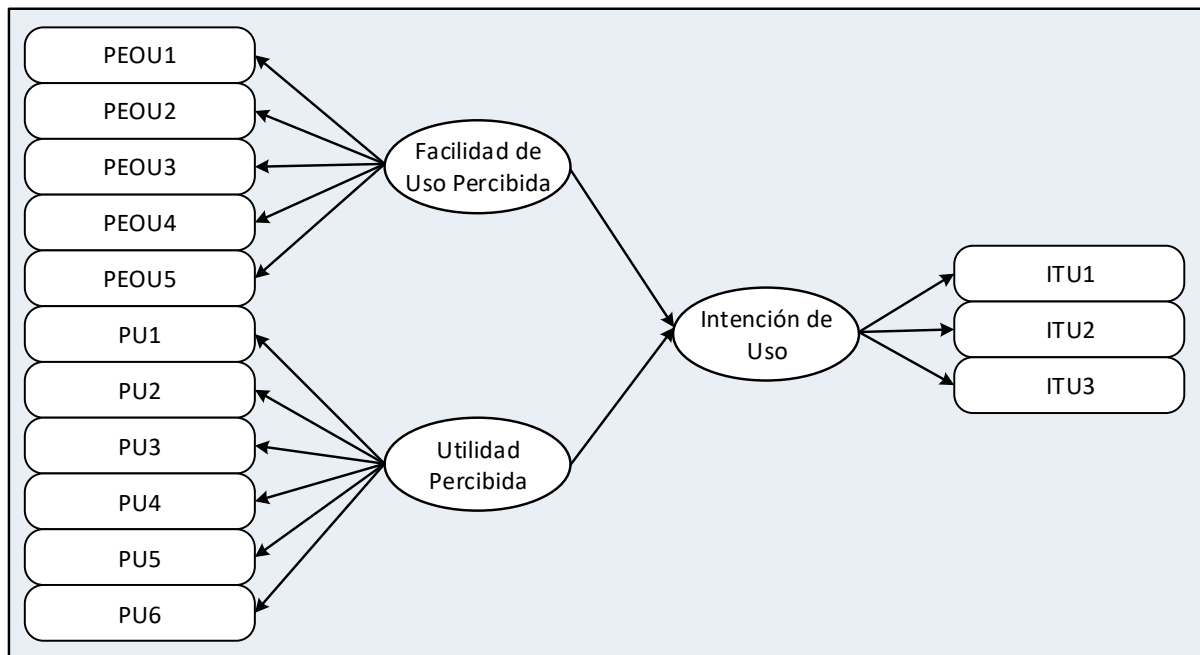 PEOU1
PEOU2
PEOU3
PEOU4
PEOU5
PU1
PU2
PU3
PU4
PU5
PU6
Facilidad de
Uso Percibida
Utilidad
Percibida
Intención de
Uso
ITU1
ITU2
ITU3